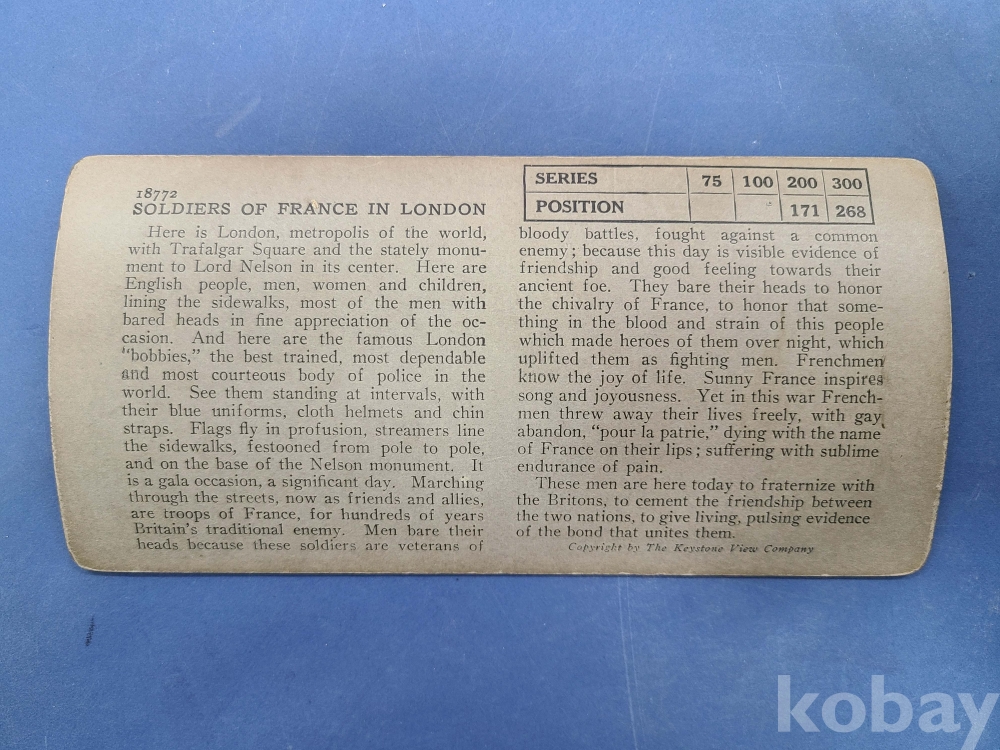 18772
SOLDIERS OF FRANCE IN LONDON
Here is London, metropolis of the world,
with Trafalgar Square and the stately monu-
ment to Lord Nelson in its center. Here are
English people, men, women and children,
lining the sidewalks, most of the men with
bared heads in fine appreciation of the oc-
casion. And here are the famous London
"bobbies," the best trained, most dependable
and most courteous body of police in the
world. See them standing at intervals, with
their blue uniforms, cloth helmets and chin
straps. Flags fly in profusion, streamers line
the sidewalks, festooned from pole to pole,
and on the base of the Nelson monument. It
is a gala occasion, a significant day. Marching
through the streets, now as friends and allies,
are troops of France, for hundreds of years
Britain's traditional enemy. Men bare their
heads because these soldiers are veterans of
SERIES 75 100 200 300
POSITION 171 268
bloody battles, fought against a common
enemy; because this day is visible evidence of
friendship and good feeling towards their
ancient foe. They bare their heads to honor
the chivalry of France, to honor that some-
thing in the blood and strain of this people
which made heroes of them over night, which
uplifted them as fighting men. Frenchmen
know the joy of life. Sunny France inspires
song and joyousness. Yet in this war French-
men threw away their lives freely, with gay
abandon, "pour la patrie," dying with the name
of France on their lips; suffering with sublime
endurance of pain.
These men are here today to fraternize with
the Britons, to cement the friendship between
the two nations, to give living, pulsing evidence
of the bond that unites them.
Copyright by The Keystone View Company
kobay